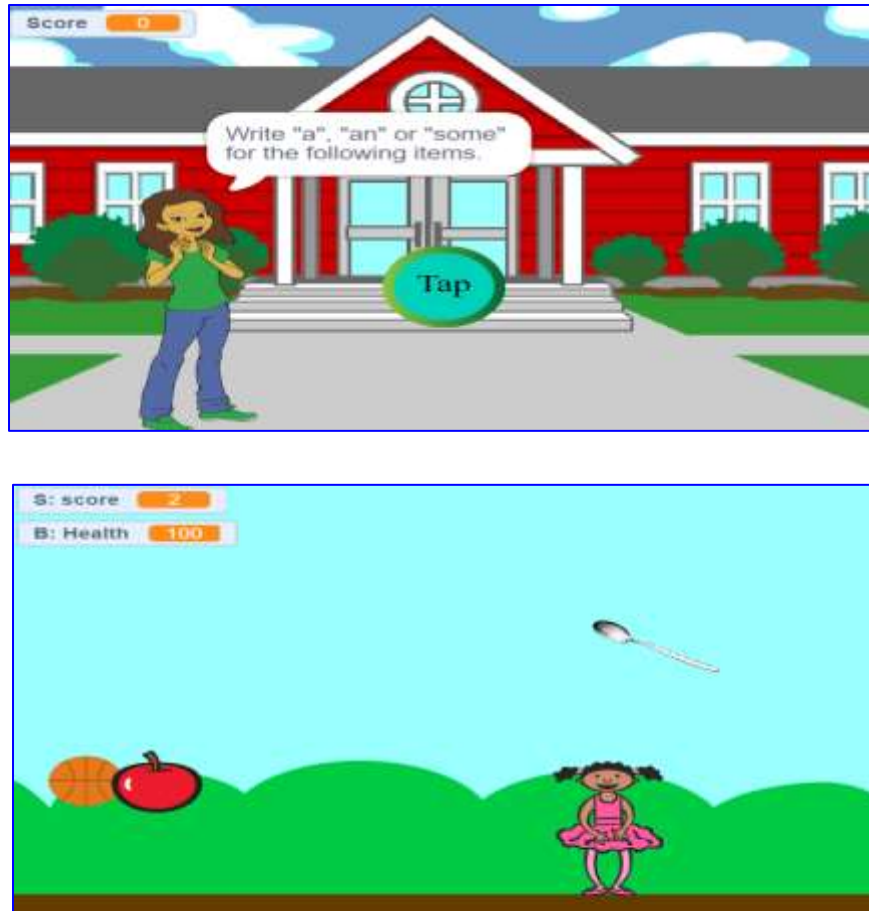 Score 0
Write "a", "an" or "some"
for the following items.
Tap
S: score 2
B: Health 100